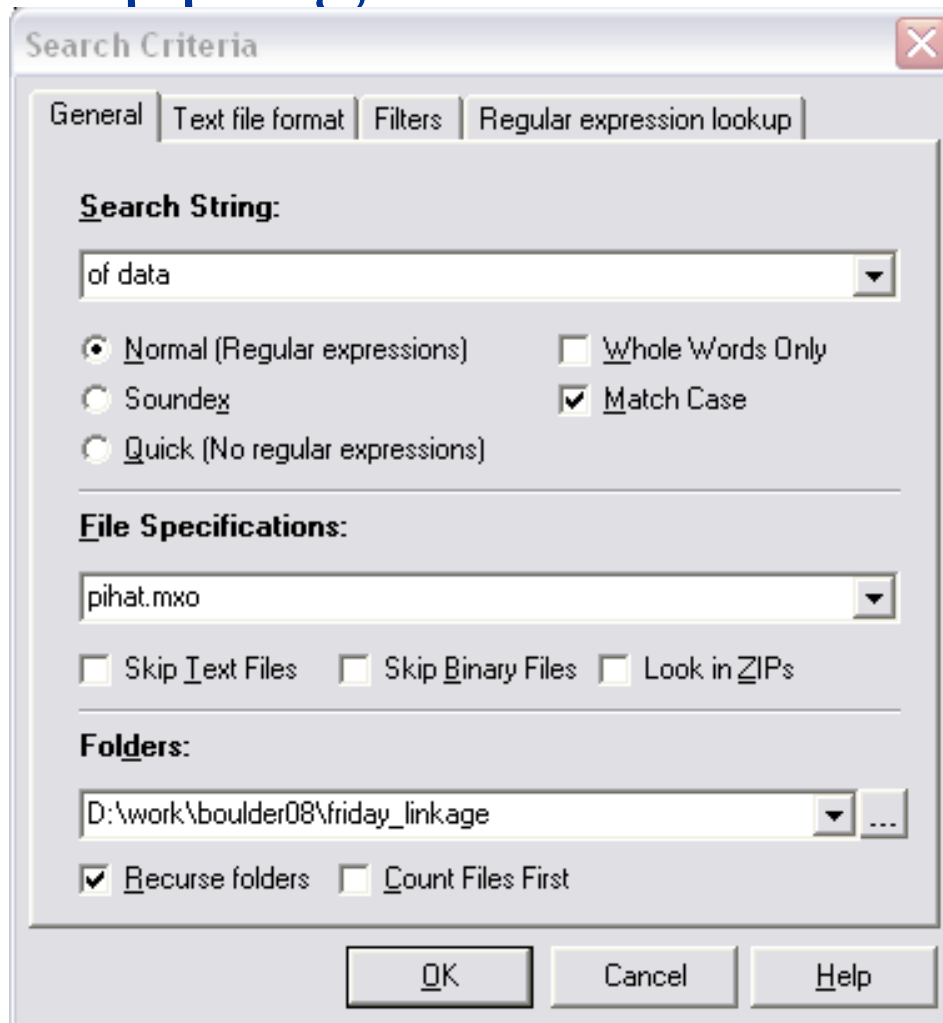 Search Criteria
General Text file format Filters Regular expression lookup
Search String:
of data
Normal (Regular expressions) Whole Words Only
Soundex Match Case
Quick (No regular expressions)
File Specifications:
pihat.mxo
Skip Text Files Skip Binary Files Look in ZIPs
Folders:
D:\work\boulder08\friday_linkage ...
Recurse folders Count Files First
OK Cancel Help